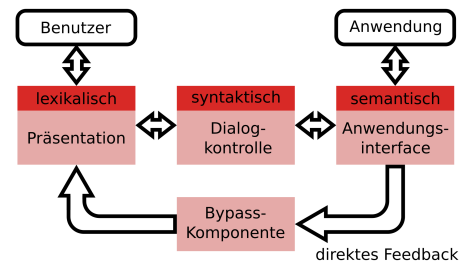 Benutzer
Anwendung
lexikalisch
syntaktisch
semantisch
Präsentation
Dialog-
kontrolle
Anwendungs-
interface
Bypass-
Komponente
direktes Feedback